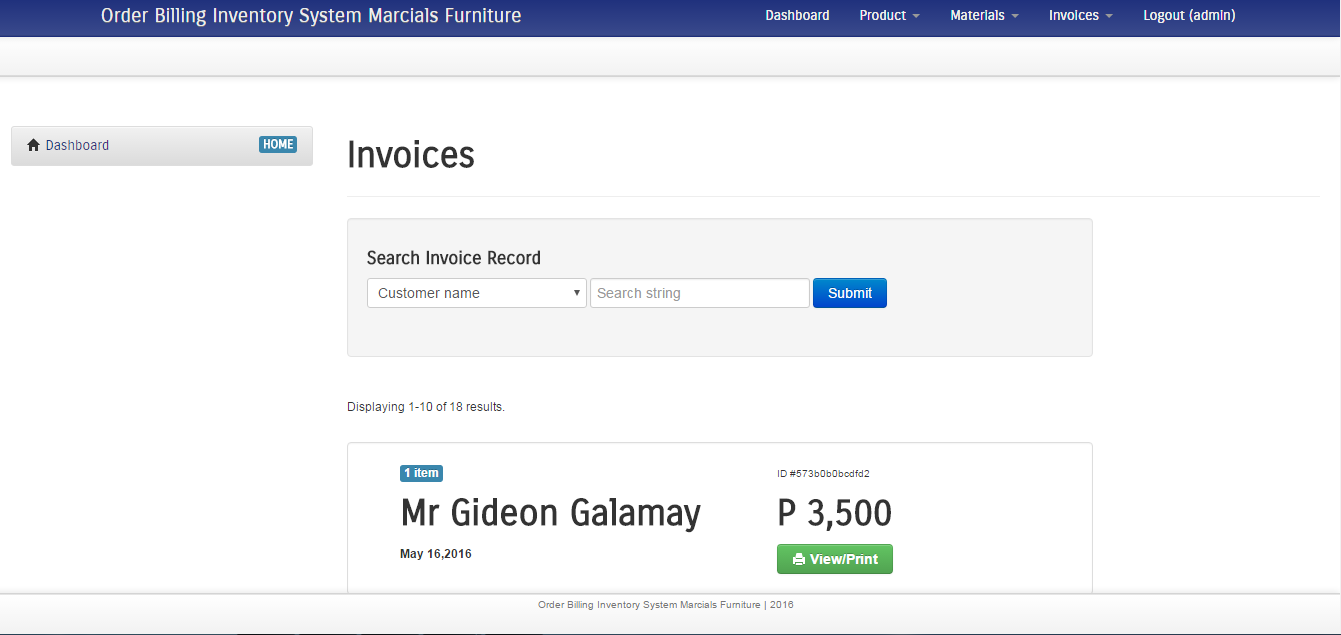 Order Billing Inventory System Marcials Furniture
Dashboard Product Materials Invoices Logout (admin)
Dashboard HOME
Invoices
Search Invoice Record
Customer name Search string Submit
Displaying 1-10 of 18 results.
1 item ID #573b0b0bcdfd2
Mr Gideon Galamay P 3,500
May 16,2016 View/Print
Order Billing Inventory System Marcials Furniture | 2016